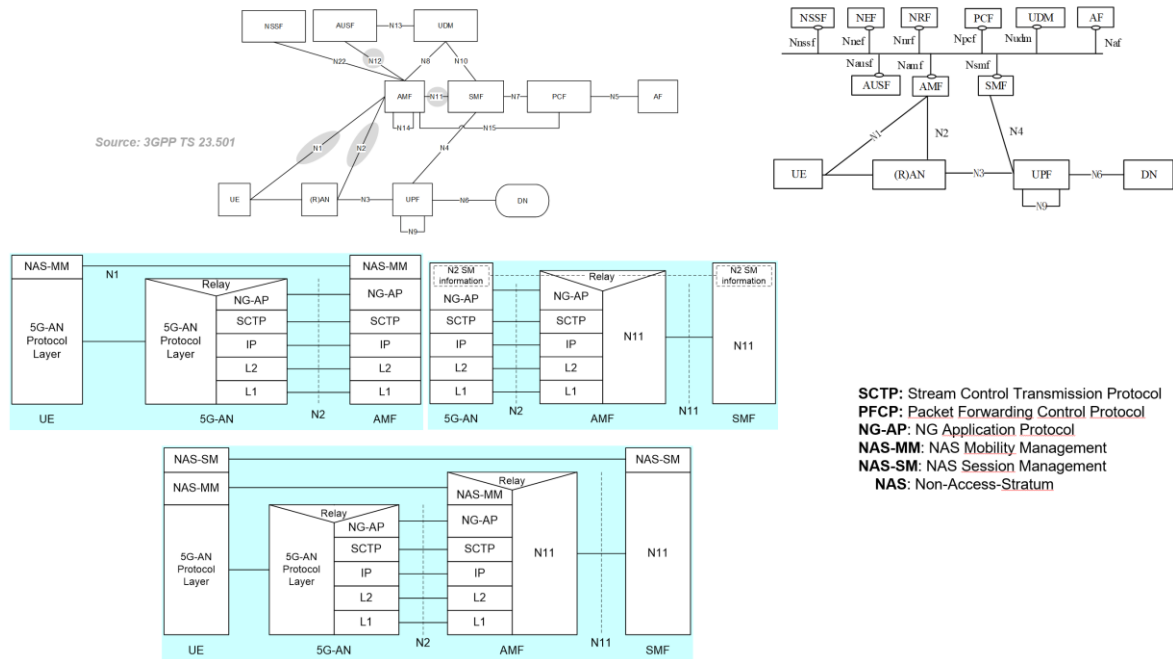 NSSF
AUSF
N13
UDM
N22
N12
N8
N10
AMF
N11
SMF
N7
PCF
N5
AF
N14
N15
Source: 3GPP TS 23.501
N1
N2
N4
UE
(R)AN
N3
UPF
N6
DN
N9
NSSF
NEF
NRF
PCF
UDM
AF
Nnssf
Nnef
Nnrf
Npcf
Nudm
Naf
Nausf
Namf
Nsmf
AUSF
AMF
SMF
N1
N2
N4
UE
(R)AN
N3
UPF
N6
DN
N9
NAS-MM
N1
NAS-MM
Relay
NG-AP
NG-AP
5G-AN
Protocol
Layer
5G-AN
Protocol
Layer
SCTP
SCTP
IP
IP
L2
L2
L1
L1
UE
5G-AN
N2
AMF
N2 SM
information
Relay
N2 SM
information
NG-AP
NG-AP
SCTP
SCTP
IP
IP
N11
N11
L2
L2
L1
L1
5G-AN
N2
AMF
N11
SMF
NAS-SM
NAS-SM
NAS-MM
Relay
NAS-MM
Relay
NG-AP
NG-AP
5G-AN
Protocol
Layer
5G-AN
Protocol
Layer
SCTP
SCTP
N11
N11
IP
IP
L2
L2
L1
L1
UE
5G-AN
N2
AMF
N11
SMF
SCTP: Stream Control Transmission Protocol
PFCP: Packet Forwarding Control Protocol
NG-AP: NG Application Protocol
NAS-MM: NAS Mobility Management
NAS-SM: NAS Session Management
NAS: Non-Access-Stratum